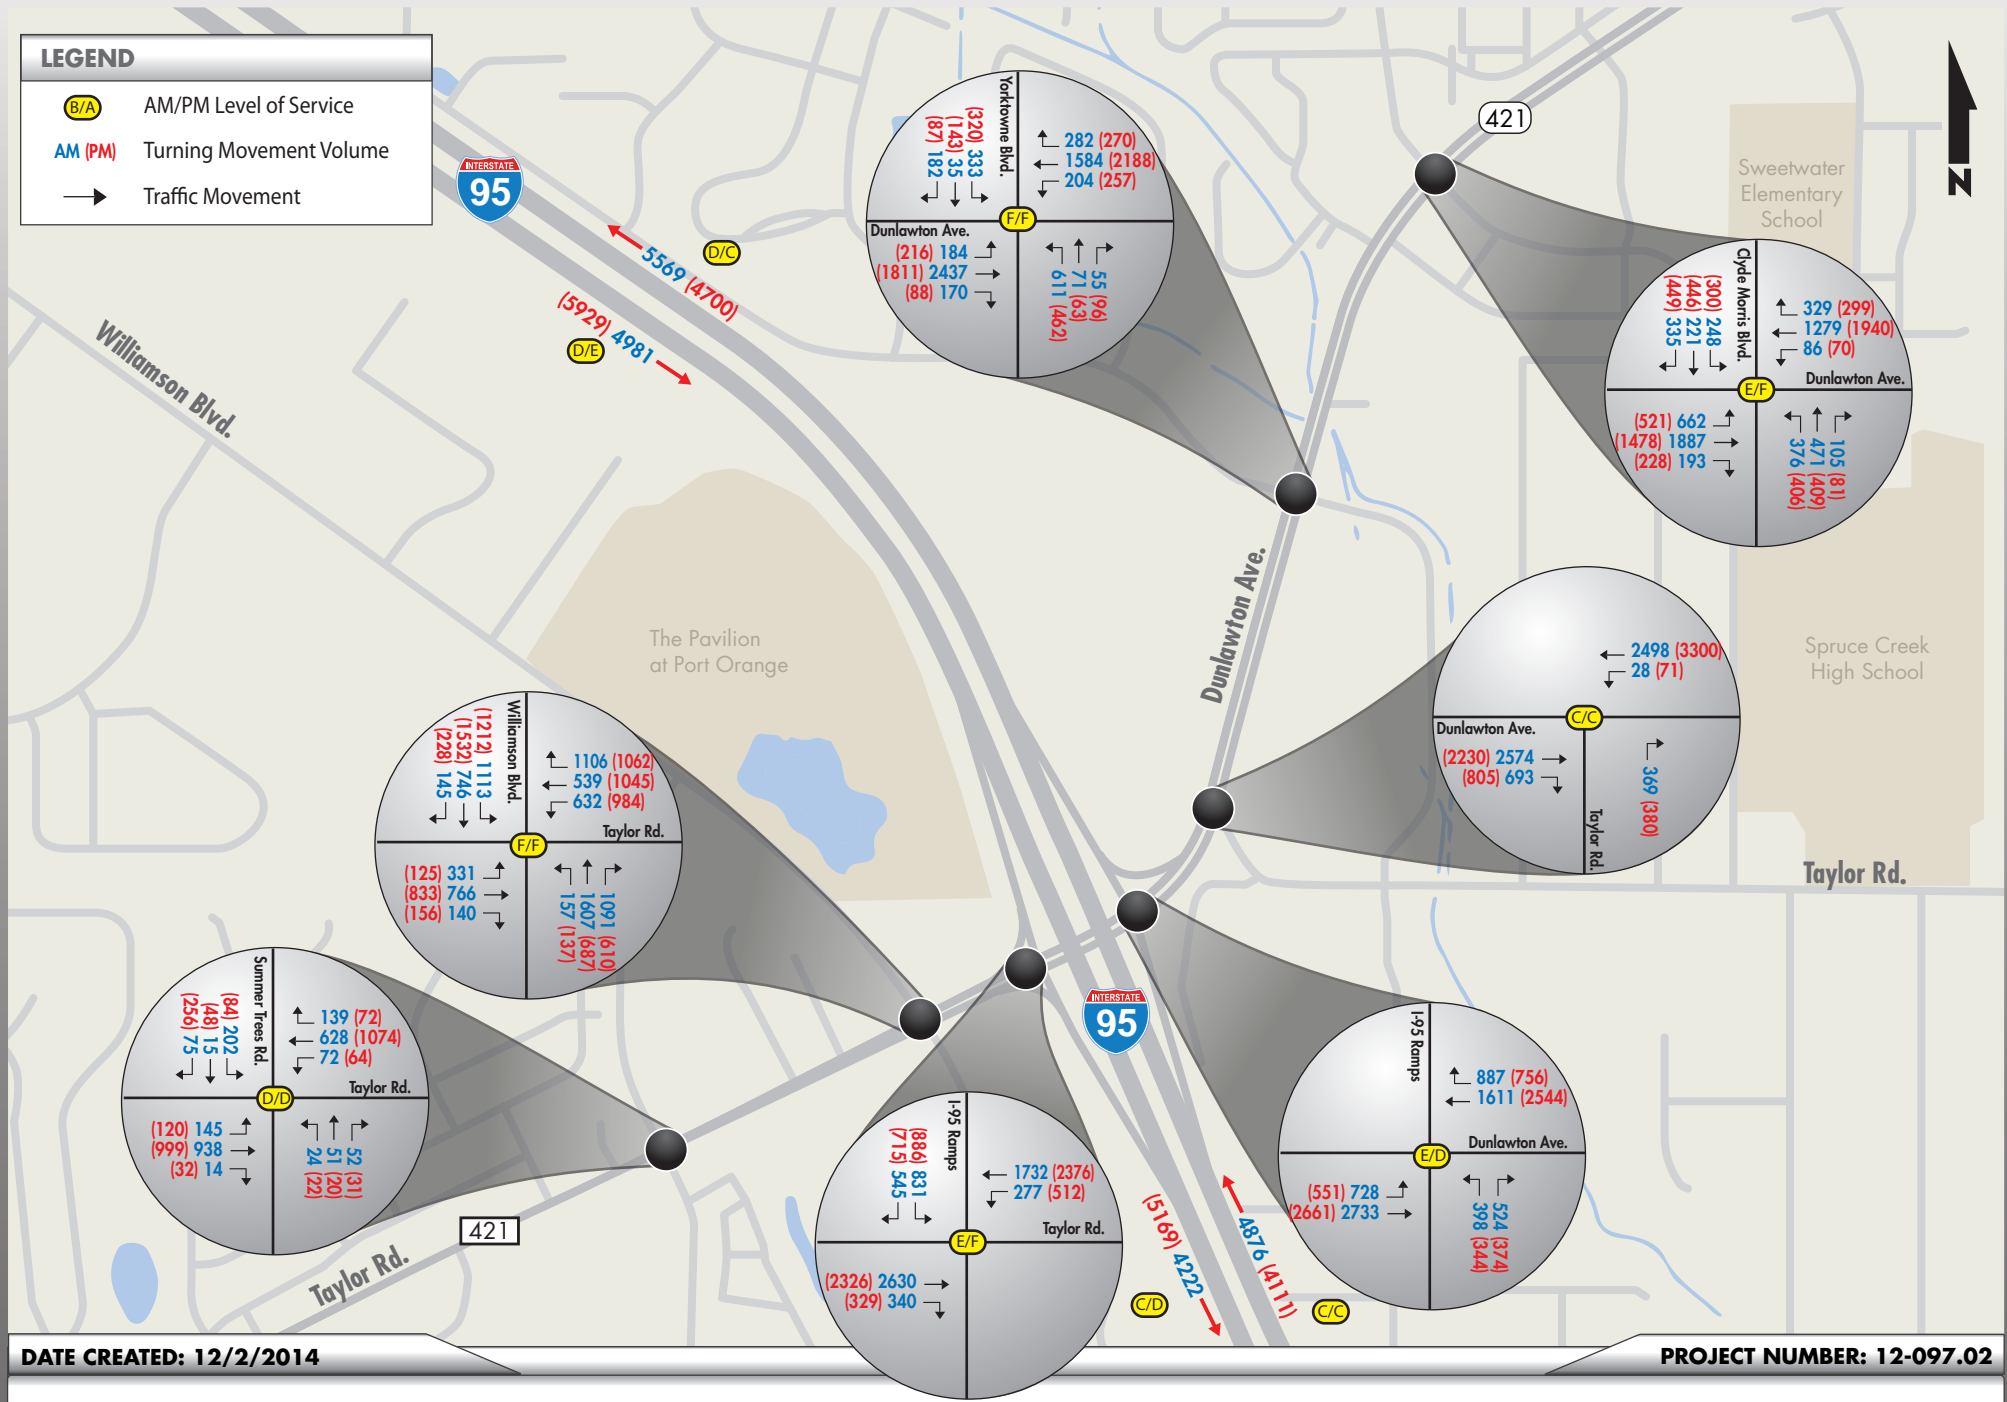 LEGEND
B/A AM/PM Level of Service
AM (PM) Turning Movement Volume
Traffic Movement
INTERSTATE
95
5569 (4700)
D/C
(5929) 4981
D/E
Williamson Blvd.
Yorktowne Blvd.
(320) 333
(143) 35
(87) 182
282 (270)
1584 (2188)
204 (257)
F/F
Dunlawton Ave.
(216) 184
(1811) 2437
(88) 170
611 (462)
71 (63)
55 (96)
421
N
Sweetwater
Elementary
School
Clyde Morris Blvd.
(300) 248
(446) 221
(449) 335
329 (299)
1279 (1940)
86 (70)
Dunlawton Ave.
E/F
(521) 662
(1478) 1887
(228) 193
376 (406)
471 (409)
105 (81)
Dunlawton Ave.
The Pavilion
at Port Orange
Spruce Creek
High School
2498 (3300)
28 (71)
C/C
Dunlawton Ave.
(2230) 2574
(805) 693
369 (380)
Taylor Rd.
Taylor Rd.
Williamson Blvd.
(1212) 1113
(1532) 746
(228) 145
1106 (1062)
539 (1045)
632 (984)
Taylor Rd.
F/F
(125) 331
(833) 766
(156) 140
157 (137)
1607 (687)
1091 (610)
Summer Trees Rd.
(84) 202
(48) 15
(256) 75
139 (72)
628 (1074)
72 (64)
Taylor Rd.
D/D
(120) 145
(999) 938
(32) 14
24 (22)
51 (20)
52 (31)
INTERSTATE
95
I-95 Ramps
(886) 831
(715) 545
1732 (2376)
277 (512)
Taylor Rd.
E/F
(2326) 2630
(329) 340
I-95 Ramps
887 (756)
1611 (2544)
Dunlawton Ave.
E/D
(551) 728
(2661) 2733
398 (344)
524 (374)
(5169) 4222
C/D
4876 (4111)
C/C
421
Taylor Rd.
DATE CREATED: 12/2/2014
PROJECT NUMBER: 12-097.02